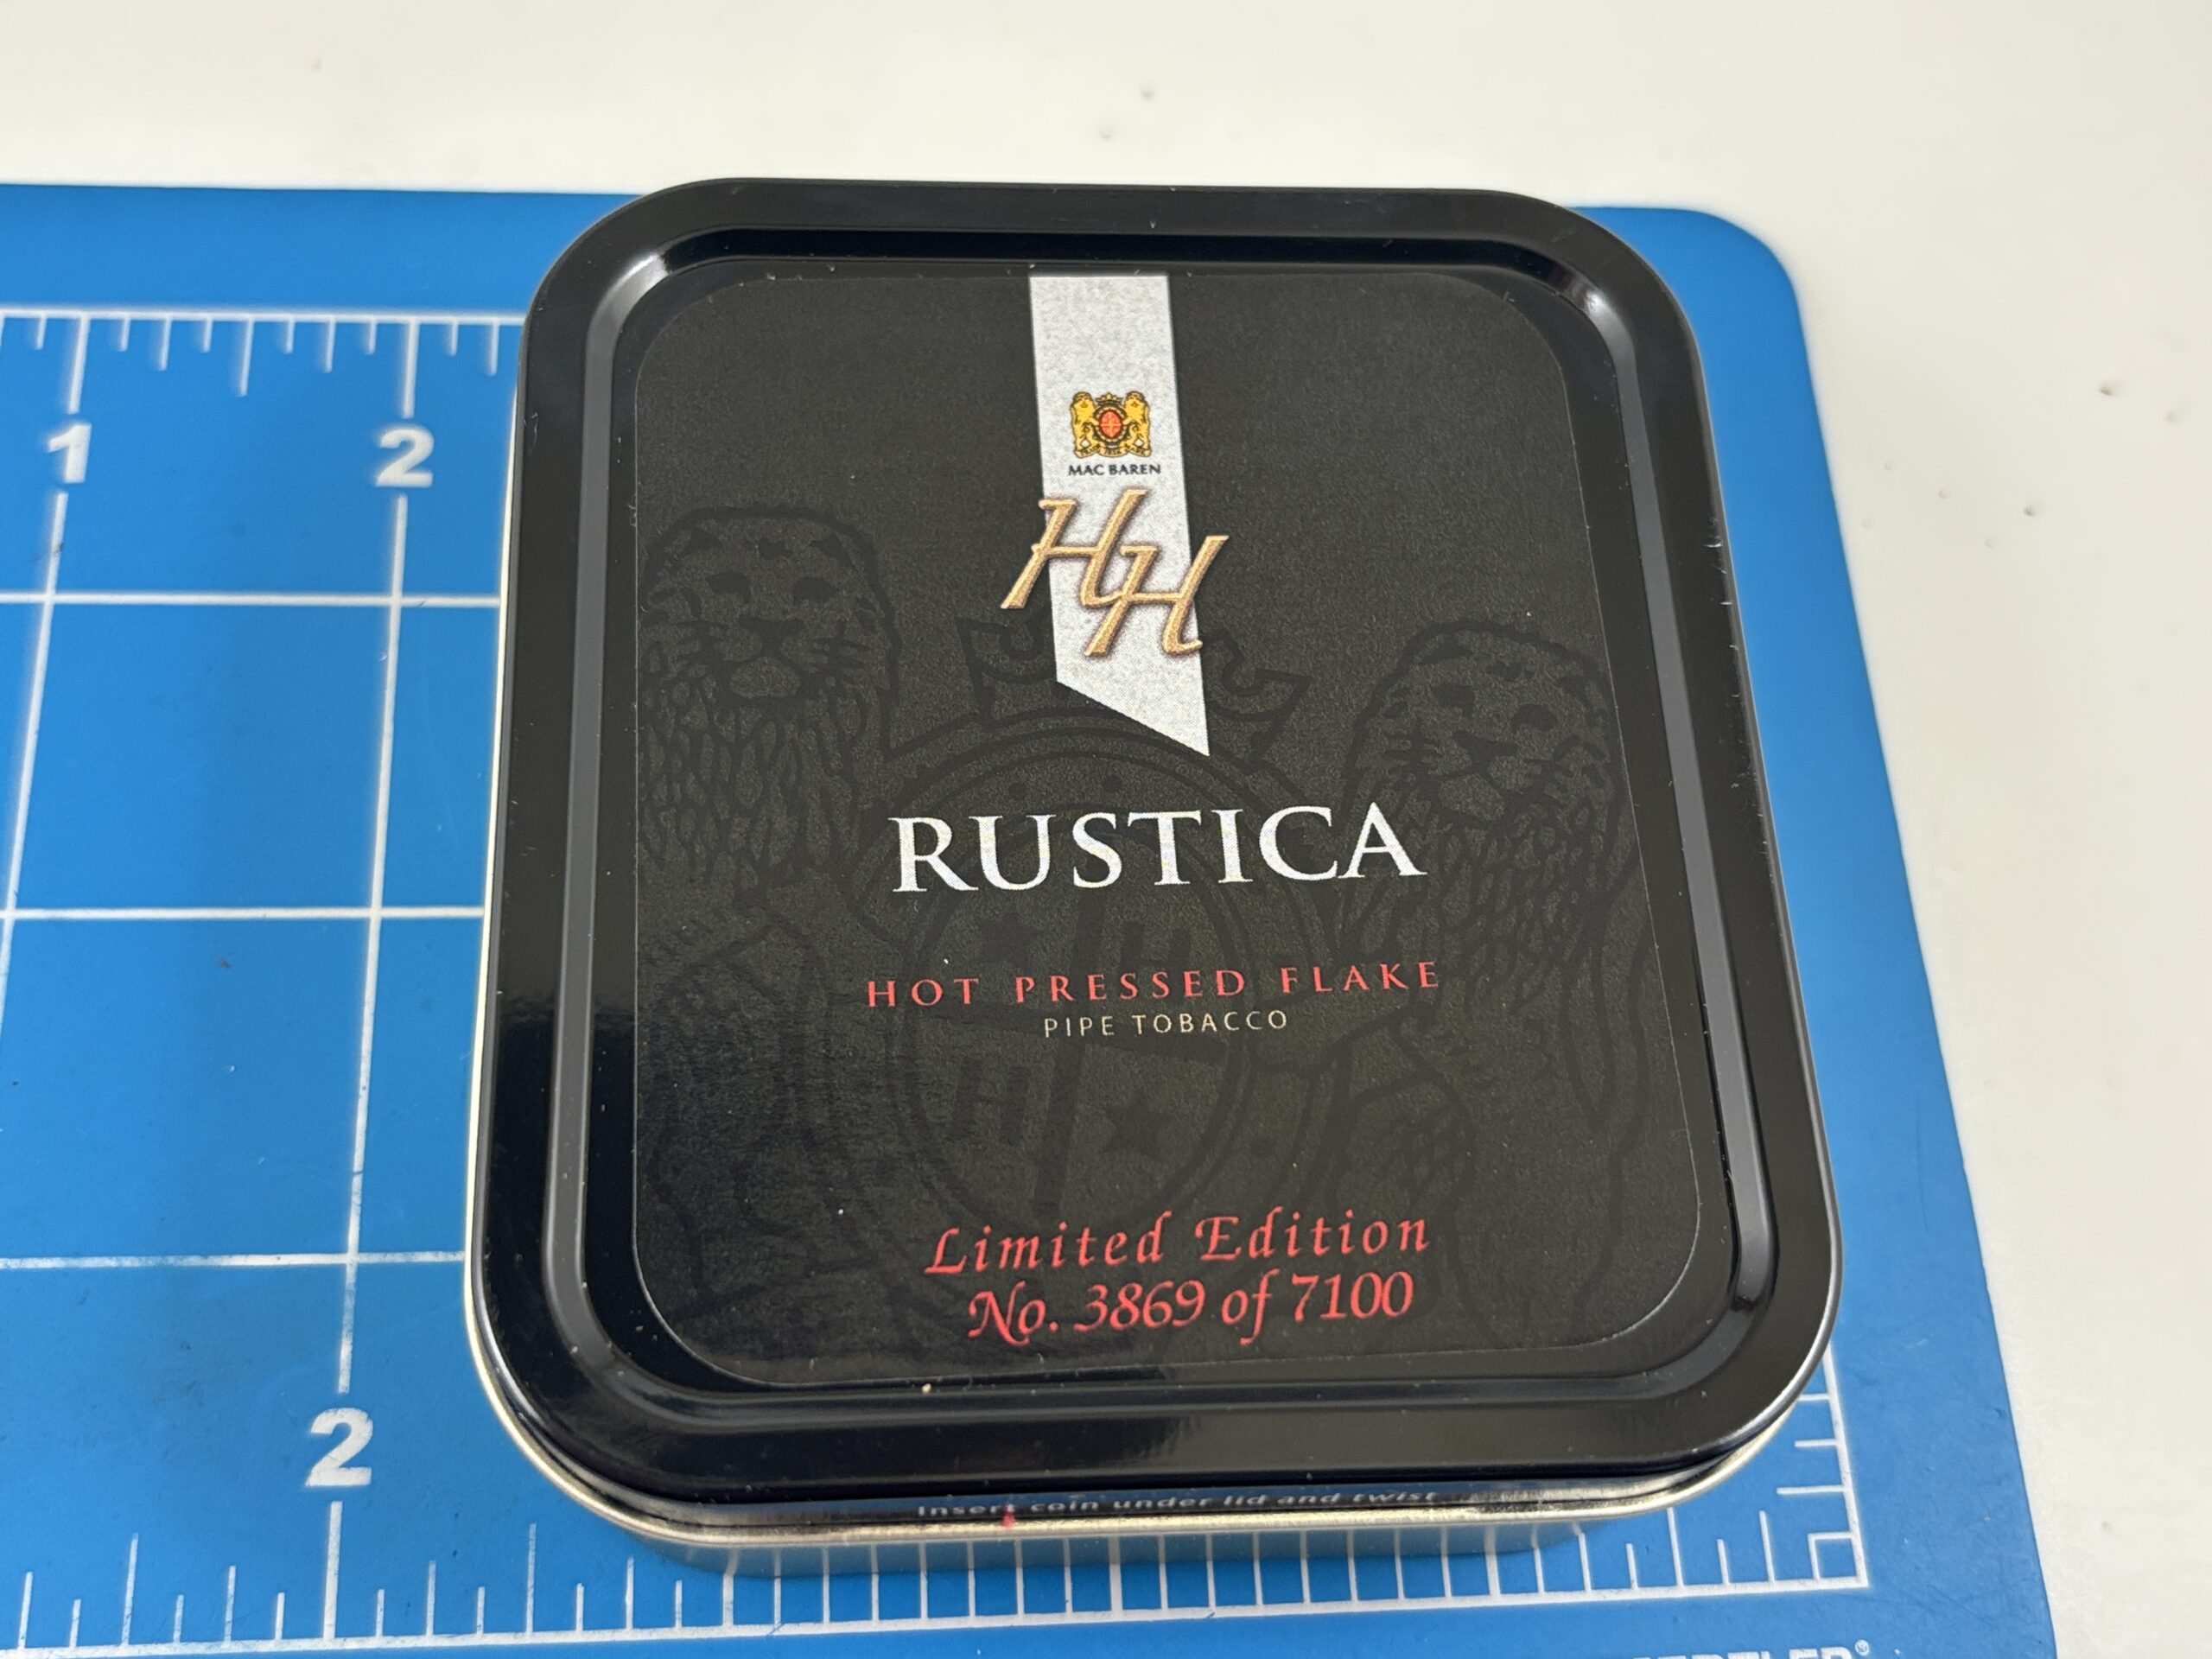 1
2
MAC BAREN
HH
RUSTICA
HOT PRESSED FLAKE
PIPE TOBACCO
Limited Edition
No. 3869 of 7100
Insert coin under lid and twist
2